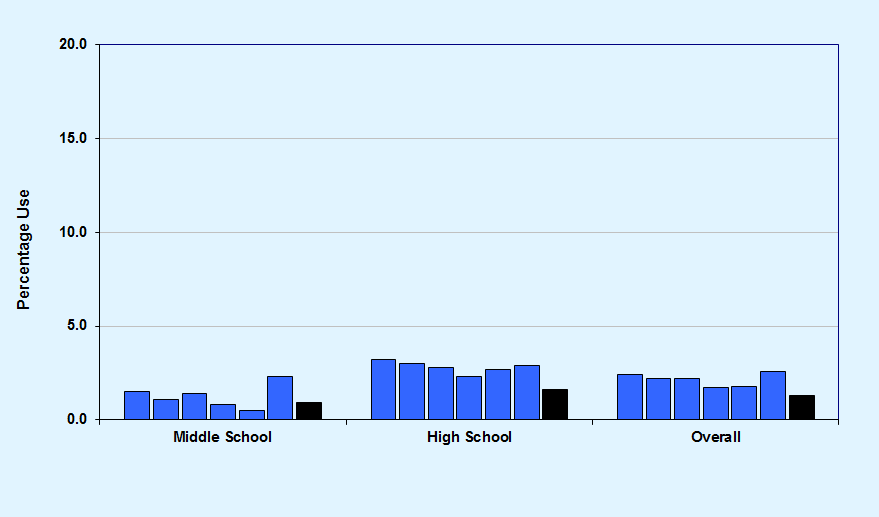 20.0
15.0
10.0
5.0
0.0
Percentage Use
Middle School
High School
Overall